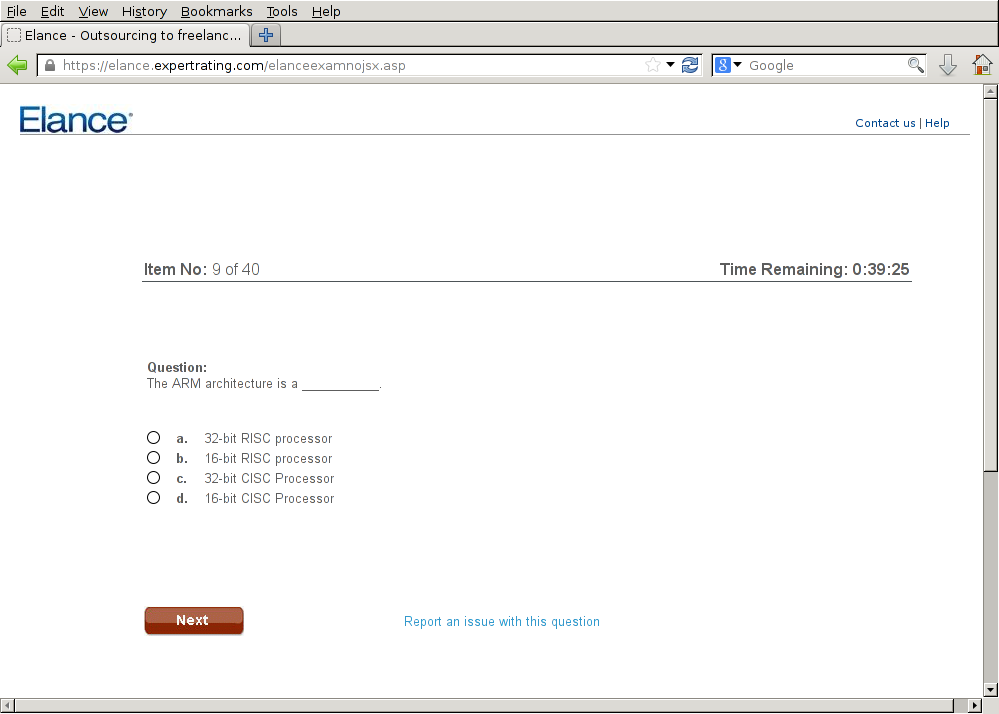 File Edit View History Bookmarks Tools Help
Elance - Outsourcing to freelanc...
https://elance.expertrating.com/elanceexamnojsx.asp
8 Google
Elance®
Contact us | Help
Item No: 9 of 40
Time Remaining: 0:39:25
Question:
The ARM architecture is a ___________.
a. 32-bit RISC processor
b. 16-bit RISC processor
c. 32-bit CISC Processor
d. 16-bit CISC Processor
Next
Report an issue with this question